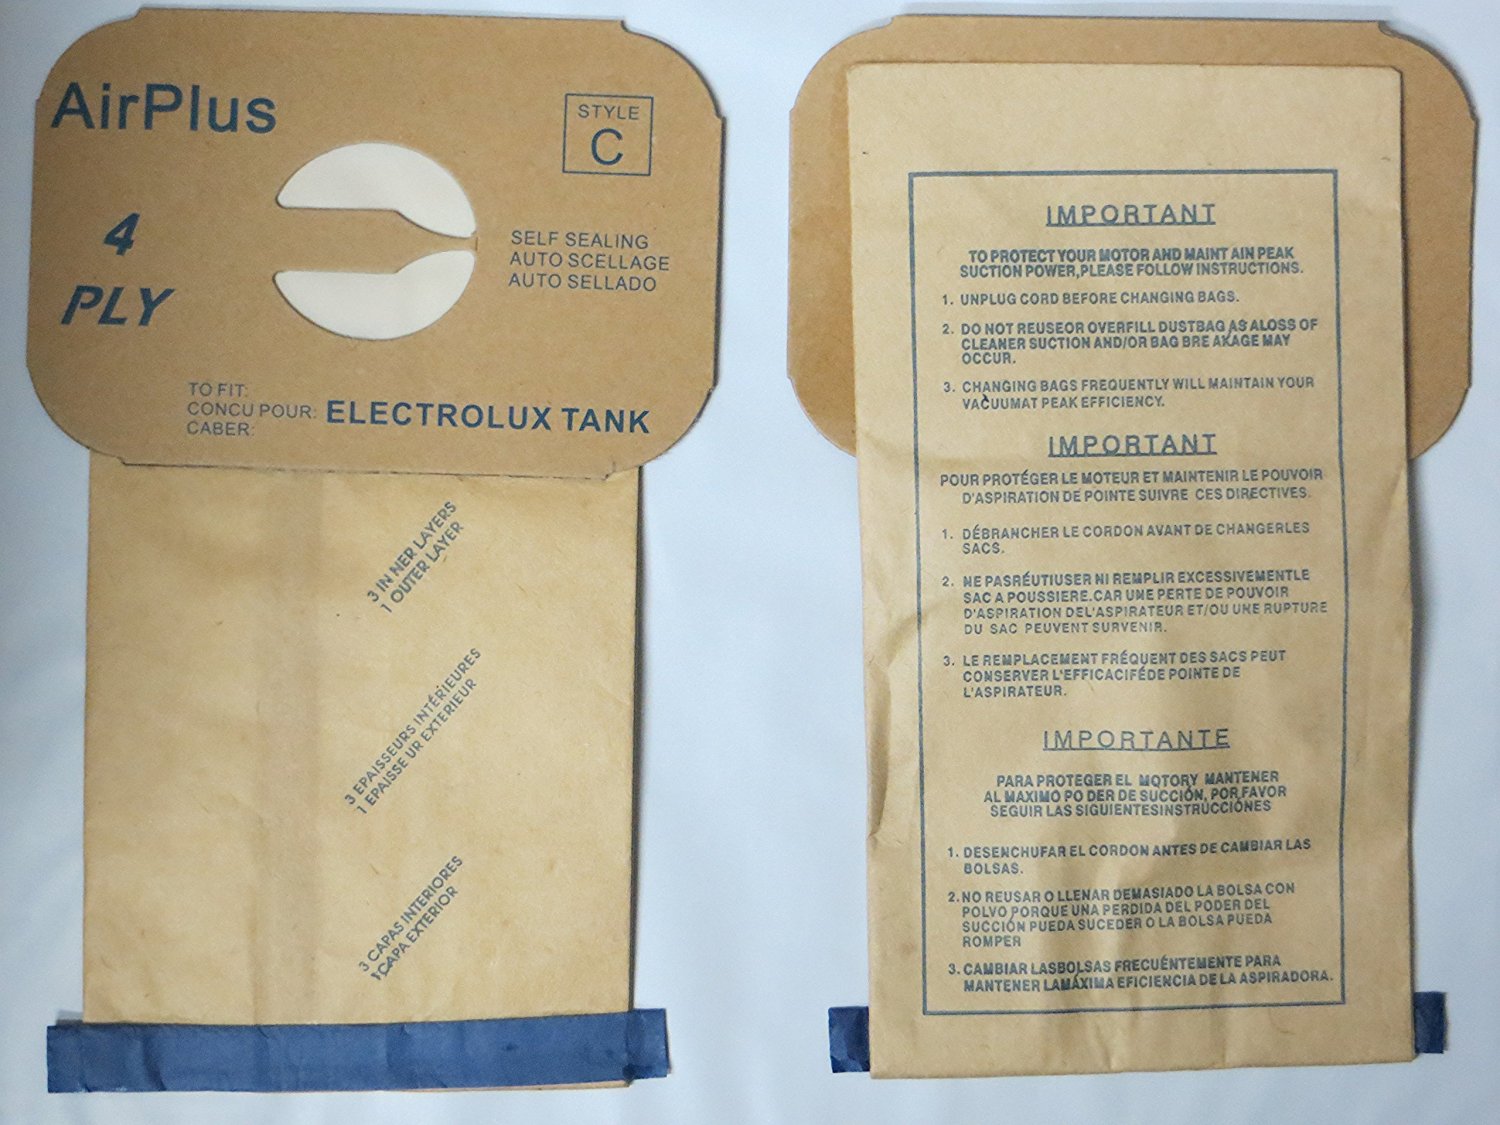 AirPlus
STYLE
C
4
PLY
SELF SEALING
AUTO SCELLAGE
AUTO SELLADO
TO FIT:
CONCU POUR: ELECTROLUX TANK
CABER:
3 IN NER LAYERS
1 OUTER LAYER
3 EPAISSEURS INTÉRIEURES
1 EPAISSE UR EXTERIEUR
3 CAPAS INTERIORES
1 CAPA EXTERIOR
IMPORTANT
TO PROTECT YOUR MOTOR AND MAINT AIN PEAK
SUCTION POWER,PLEASE FOLLOW INSTRUCTIONS.
1. UNPLUG CORD BEFORE CHANGING BAGS.
2. DO NOT REUSEOR OVERFILL DUSTBAG AS ALOSS OF
CLEANER SUCTION AND/OR BAG BRE AKAGE MAY
OCCUR.
3. CHANGING BAGS FREQUENTLY WILL MAINTAIN YOUR
VACUUMAT PEAK EFFICIENCY.
IMPORTANT
POUR PROTÉGER LE MOTEUR ET MAINTENIR LE POUVOIR
D'ASPIRATION DE POINTE SUIVRE CES DIRECTIVES.
1. DÉBRANCHER LE CORDON AVANT DE CHANGERLES
SACS.
2. NE PASRÉUTIUSER NI REMPLIR EXCESSIVEMENTLE
SAC A POUSSIERE.CAR UNE PERTE DE POUVOIR
D'ASPIRATION DEL'ASPIRATEUR ET/OU UNE RUPTURE
DU SAC PEUVENT SURVENIR.
3. LE REMPLACEMENT FRÉQUENT DES SACS PEUT
CONSERVER L'EFFICACIFÉDE POINTE DE
L'ASPIRATEUR.
IMPORTANTE
PARA PROTEGER EL MOTORY MANTENER
AL MAXIMO PO DER DE SUCCIÓN, POR FAVOR
SEGUIR LAS SIGUIENTESINSTRUCCIÓNES
1. DESENCHUFAR EL CORDON ANTES DE CAMBIAR LAS
BOLSAS.
2.NO REUSAR O LLENAR DEMASIADO LA BOLSA CON
POLVO PORQUE UNA PERDIDA DEL PODER DEL
SUCCIÓN PUEDA SUCEDER O LA BOLSA PUEDA
ROMPER
3. CAMBIAR LASBOLSAS FRECUÉNTEMENTE PARA
MANTENER LAMÁXIMA EFICIENCIA DE LA ASPIRADORA.